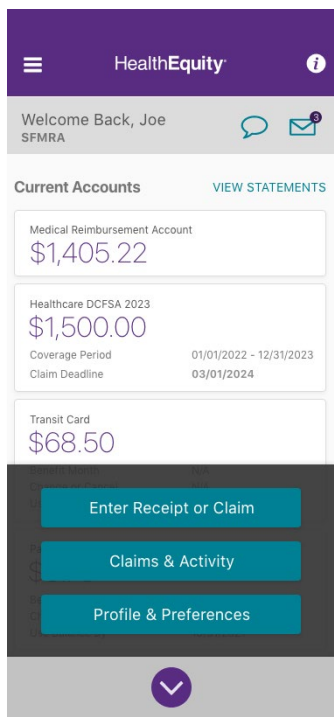 HealthEquity
i
Welcome Back, Joe
3
SFMRA
Current Accounts VIEW STATEMENTS
Medical Reimbursement Account
$1,405.22
Healthcare DCFSA 2023
$1,500.00
Coverage Period 01/01/2022 - 12/31/2023
Claim Deadline 03/01/2024
Transit Card
$68.50
Benefit Month N/A
Enter Receipt or Claim
Claims & Activity
Profile & Preferences